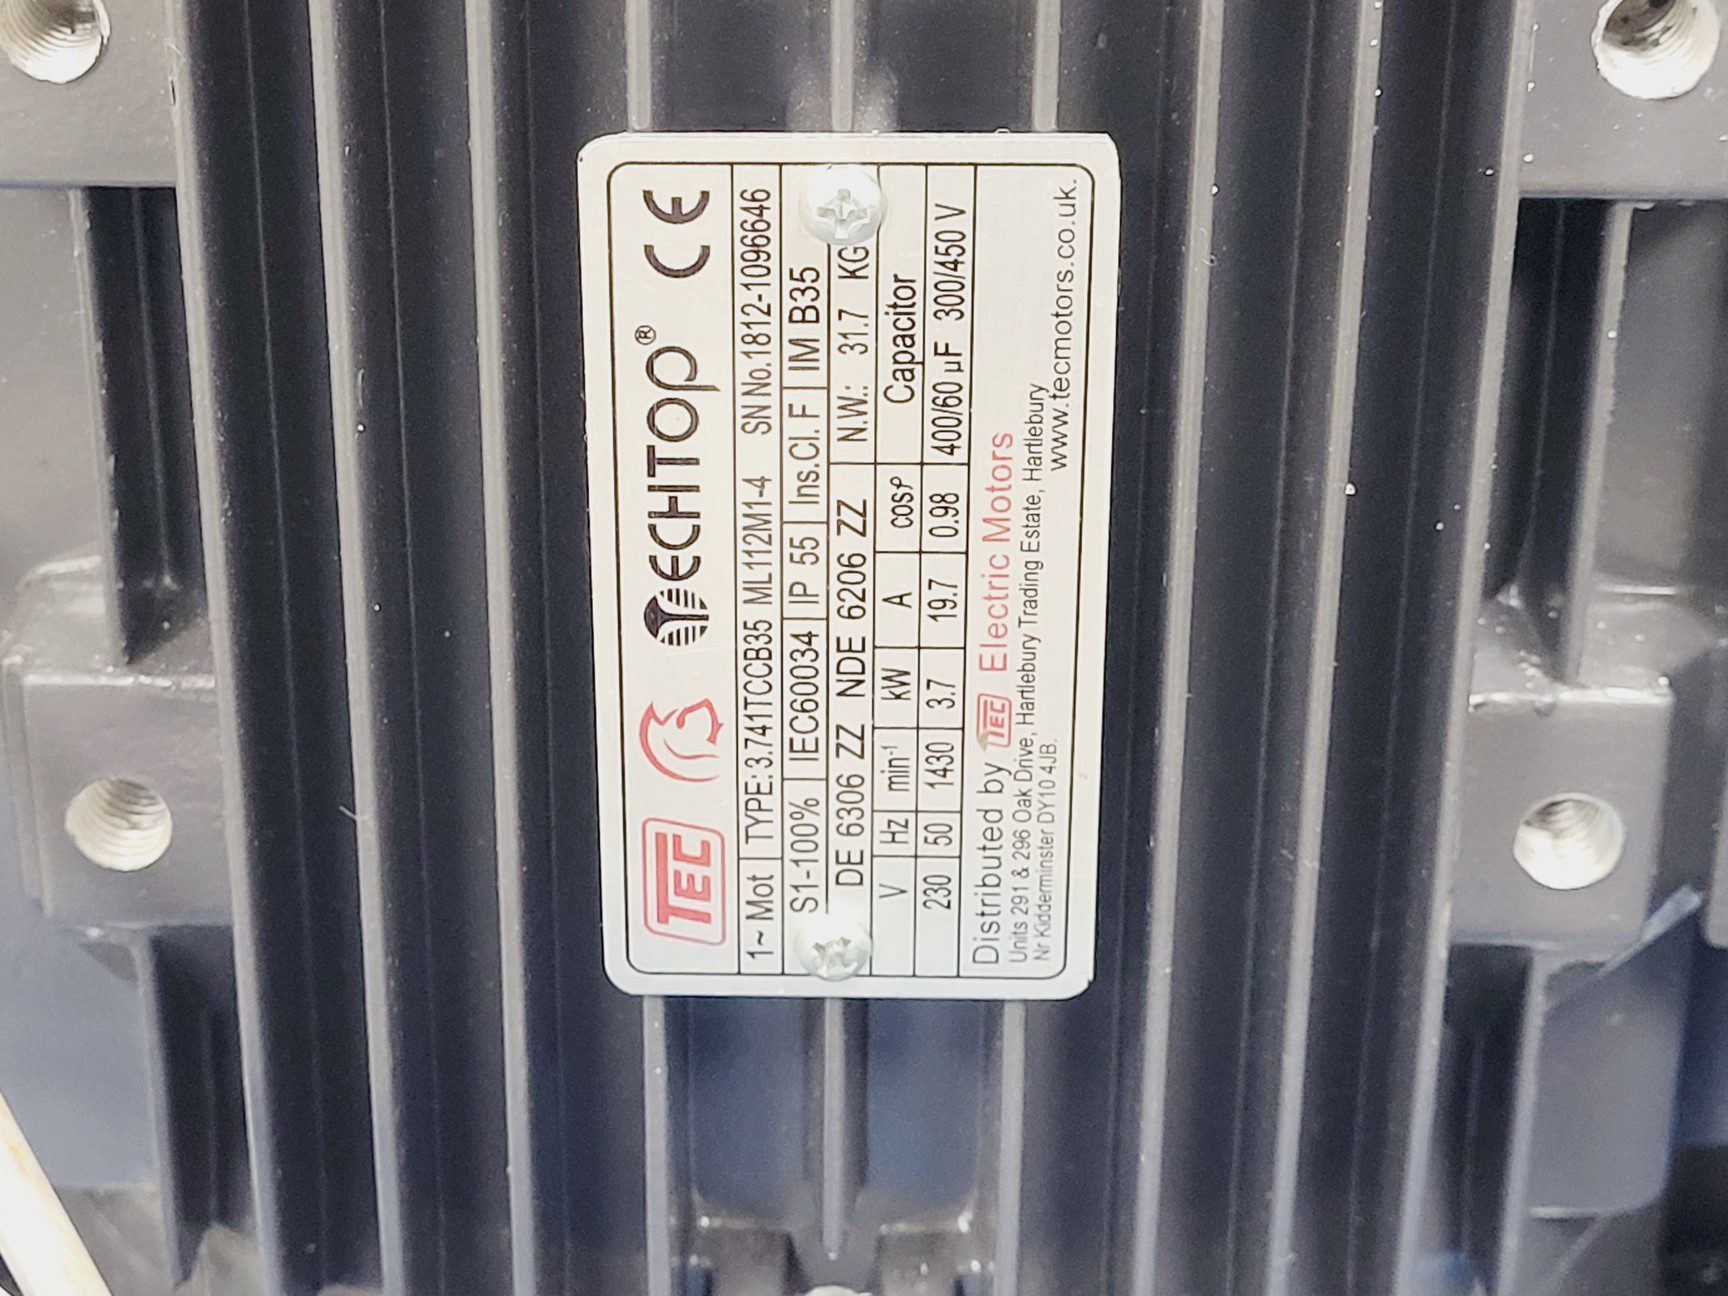 TEC TECHTOP® CE
1~Mot TYPE:3.741TCCB35 ML112M1-4 SN No.1812-1096646
S1-100% IEC60034 IP 55 Ins.Cl. F IM B35
DE 6306 ZZ NDE 6206 ZZ N.W.: 31.7 KG
V Hz min⁻¹ kW A cosφ Capacitor
230 50 1430 3.7 19.7 0.98 400/60 µF 300/450 V
Distributed by TEC Electric Motors
Units 291 & 296 Oak Drive, Hartlebury Trading Estate, Hartlebury
Nr Kidderminster DY10 4JB. www.tecmotors.co.uk.